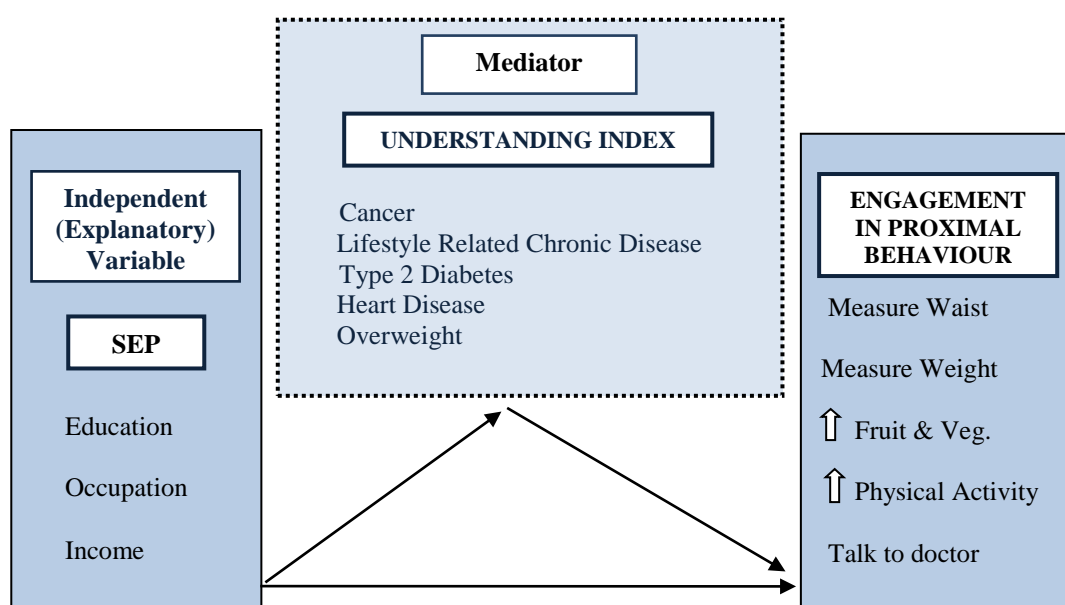 Mediator
UNDERSTANDING INDEX
Cancer
Lifestyle Related Chronic Disease
Type 2 Diabetes
Heart Disease
Overweight
Independent
(Explanatory)
Variable
SEP
Education
Occupation
Income
ENGAGEMENT
IN PROXIMAL
BEHAVIOUR
Measure Waist
Measure Weight
Fruit & Veg.
Physical Activity
Talk to doctor